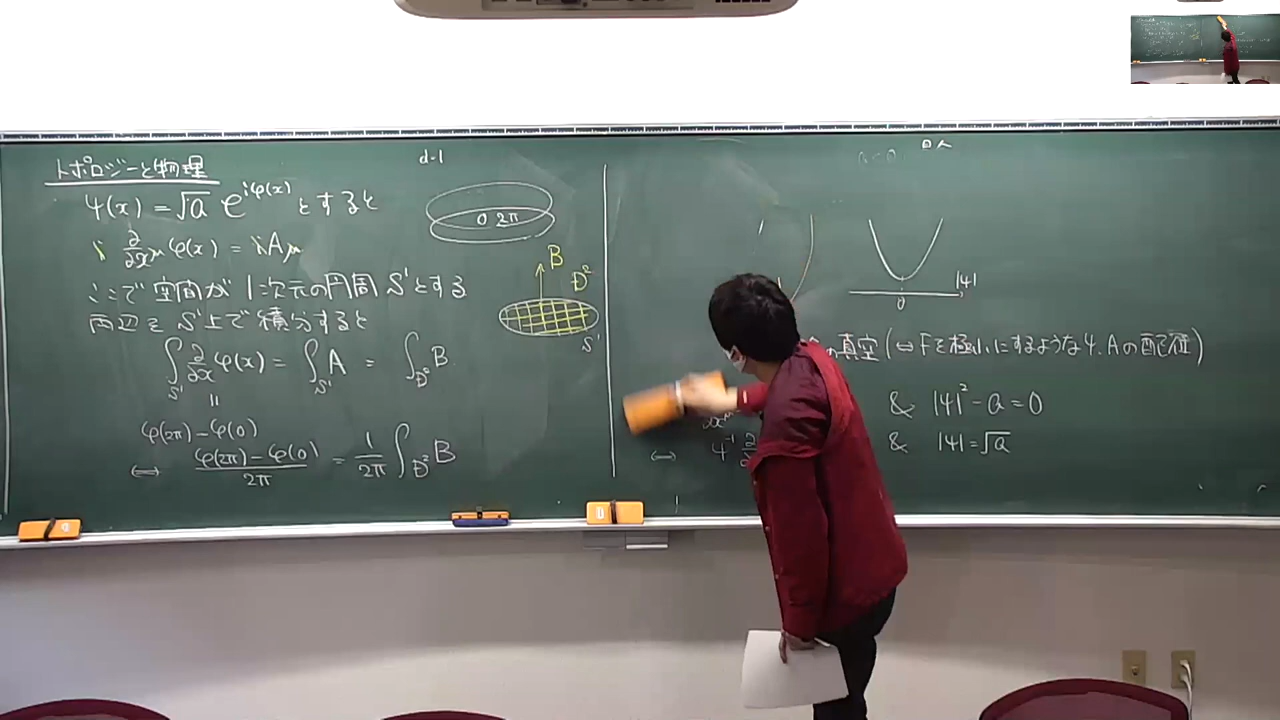 トポロジーと物理
d-1
ψ(x) = √a e^{iφ(x)} とすると
0 2π
i ∂/∂x^μ φ(x) = iA_μ
B
D²
S¹
ここで 空間が 1次元の円周 S¹とする
両辺を S¹上で積分すると
∫_{S¹} ∂/∂x φ(x) = ∫_{S¹} A = ∫_{D²} B
॥
φ(2π) - φ(0)
⇔ (φ(2π) - φ(0))/2π = 1/2π ∫_{D²} B
|ψ|
0
の真空 (⇔ Fを極小にするようなψ, Aの配位)
& |ψ|² - a = 0
⇔ ψ⁻¹ & |ψ| = √a